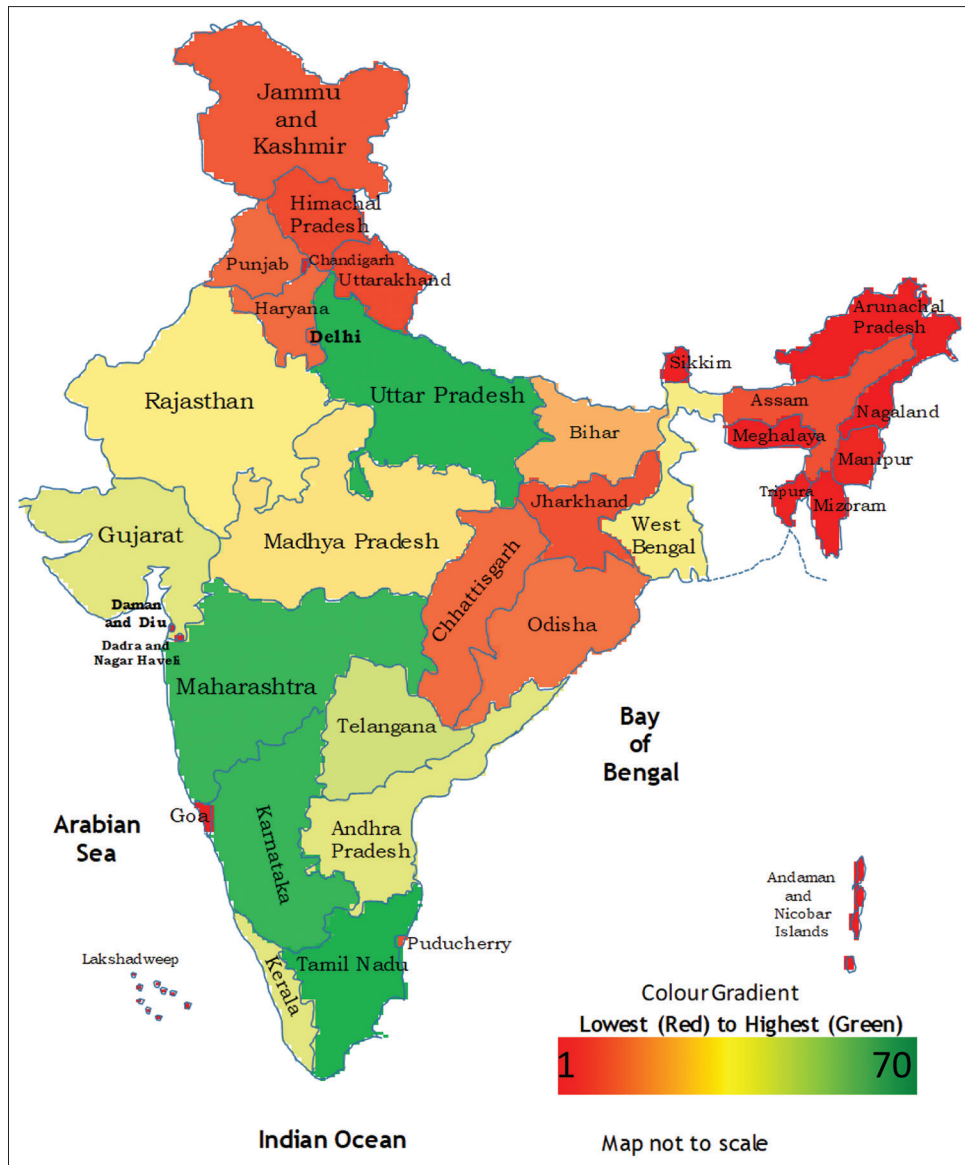 Jammu
and
Kashmir
Himachal
Pradesh
Punjab
Chandigarh
Uttarakhand
Haryana
Delhi
Arunachal
Pradesh
Sikkim
Rajasthan
Uttar Pradesh
Assam
Nagaland
Bihar
Meghalaya
Manipur
Jharkhand
Tripura
Mizoram
Gujarat
Madhya Pradesh
West
Bengal
Chhattisgarh
Daman
and Diu
Dadra and
Nagar Haveli
Odisha
Maharashtra
Telangana
Bay
of
Bengal
Goa
Karnataka
Arabian
Sea
Andhra
Pradesh
Andaman
and
Nicobar
Islands
Puducherry
Lakshadweep
Kerala
Tamil Nadu
Colour Gradient
Lowest (Red) to Highest (Green)
1 70
Indian Ocean
Map not to scale